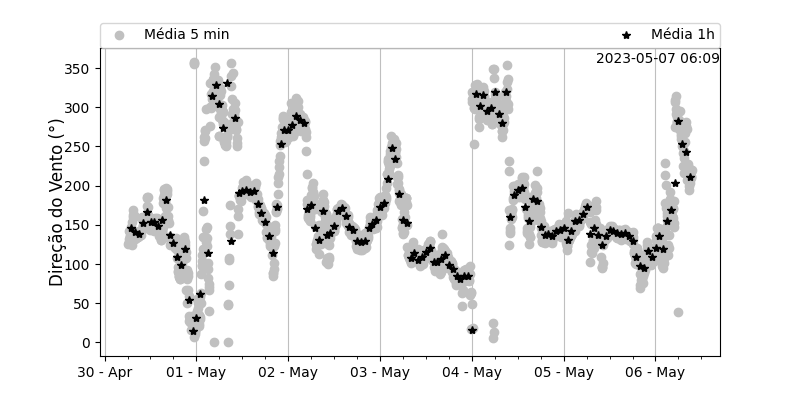 Média 5 min
Média 1h
2023-05-07 06:09
Direção do Vento (°)
350
300
250
200
150
100
50
0
30 - Apr
01 - May
02 - May
03 - May
04 - May
05 - May
06 - May